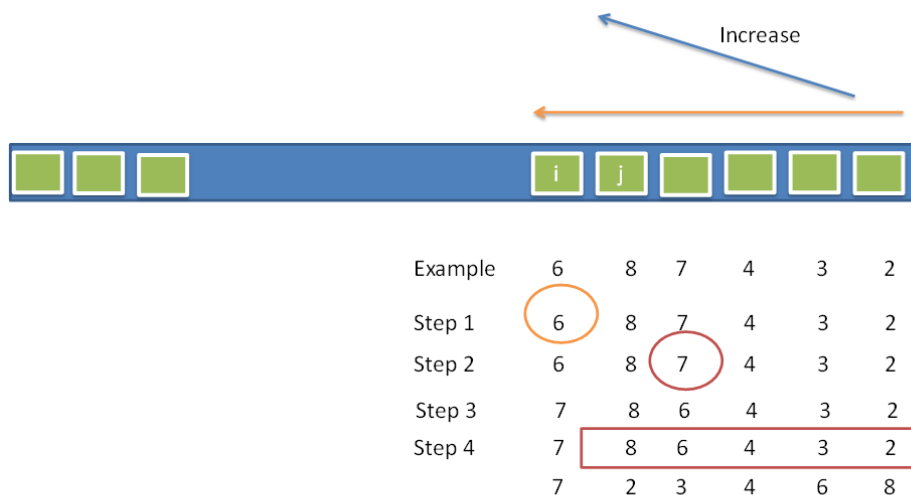 Increase
i j
Example 6 8 7 4 3 2
Step 1 6 8 7 4 3 2
Step 2 6 8 7 4 3 2
Step 3 7 8 6 4 3 2
Step 4 7 8 6 4 3 2
7 2 3 4 6 8